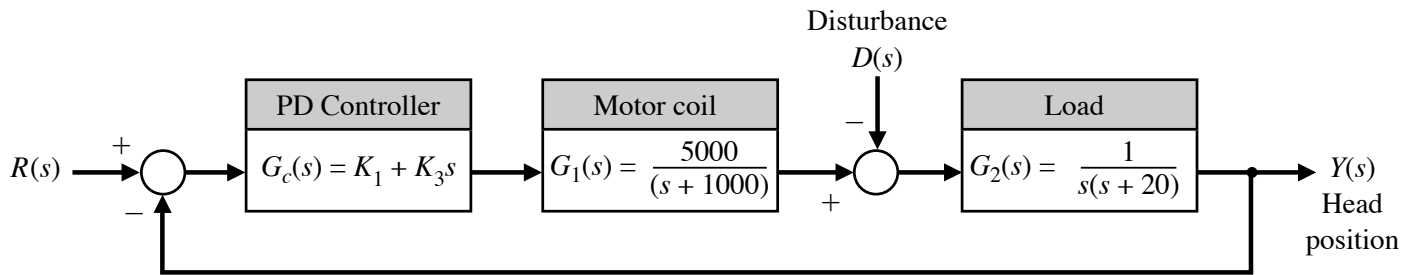 Disturbance
D(s)
PD Controller
Motor coil
Load
R(s)
+
−
G_c(s) = K_1 + K_3s
G_1(s) = 5000/(s + 1000)
+
−
G_2(s) = 1/s(s + 20)
Y(s)
Head
position